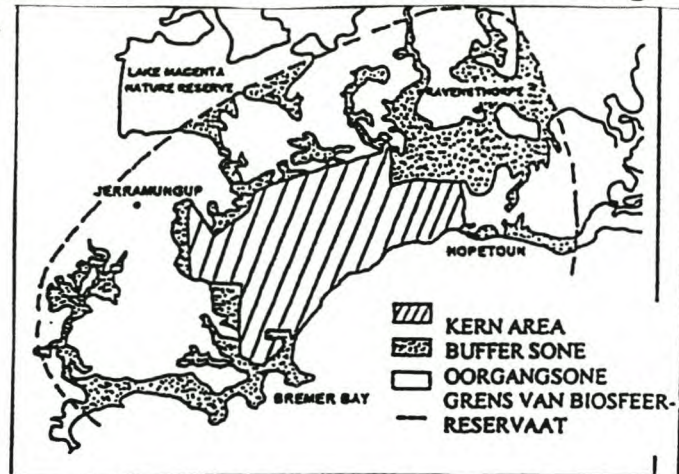 LAKE MAGENTA
NATURE RESERVE
RAVENSTHORPE
JERRAMUNGUP
HOPETOUN
BREMER BAY
KERN AREA
BUFFER SONE
OORGANGSONE
GRENS VAN BIOSFEER-
RESERVAAT